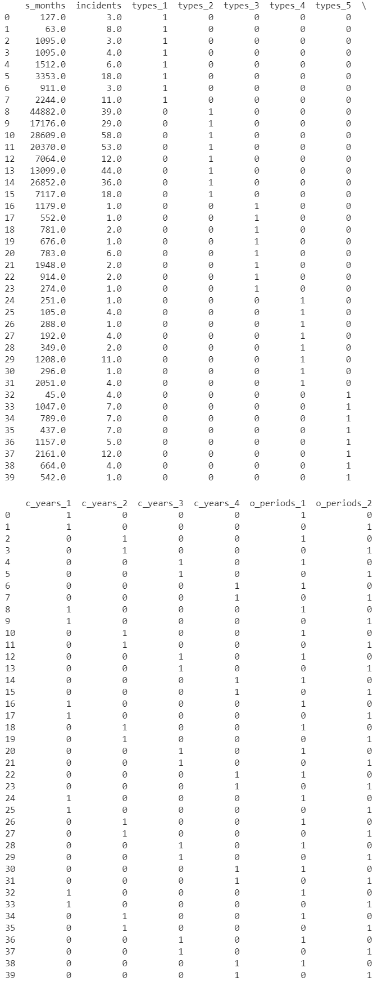 s_months incidents types_1 types_2 types_3 types_4 types_5 \
0 127.0 3.0 1 0 0 0 0
1 63.0 8.0 1 0 0 0 0
2 1095.0 3.0 1 0 0 0 0
3 1095.0 4.0 1 0 0 0 0
4 1512.0 6.0 1 0 0 0 0
5 3353.0 18.0 1 0 0 0 0
6 911.0 3.0 1 0 0 0 0
7 2244.0 11.0 1 0 0 0 0
8 44882.0 39.0 0 1 0 0 0
9 17176.0 29.0 0 1 0 0 0
10 28609.0 58.0 0 1 0 0 0
11 20370.0 53.0 0 1 0 0 0
12 7064.0 12.0 0 1 0 0 0
13 13099.0 44.0 0 1 0 0 0
14 26852.0 36.0 0 1 0 0 0
15 7117.0 18.0 0 1 0 0 0
16 1179.0 1.0 0 0 1 0 0
17 552.0 1.0 0 0 1 0 0
18 781.0 2.0 0 0 1 0 0
19 676.0 1.0 0 0 1 0 0
20 783.0 6.0 0 0 1 0 0
21 1948.0 2.0 0 0 1 0 0
22 914.0 2.0 0 0 1 0 0
23 274.0 1.0 0 0 1 0 0
24 251.0 1.0 0 0 0 1 0
25 105.0 4.0 0 0 0 1 0
26 288.0 1.0 0 0 0 1 0
27 192.0 4.0 0 0 0 1 0
28 349.0 2.0 0 0 0 1 0
29 1208.0 11.0 0 0 0 1 0
30 296.0 1.0 0 0 0 1 0
31 2051.0 4.0 0 0 0 1 0
32 45.0 4.0 0 0 0 0 1
33 1047.0 7.0 0 0 0 0 1
34 789.0 7.0 0 0 0 0 1
35 437.0 7.0 0 0 0 0 1
36 1157.0 5.0 0 0 0 0 1
37 2161.0 12.0 0 0 0 0 1
38 664.0 4.0 0 0 0 0 1
39 542.0 1.0 0 0 0 0 1
c_years_1 c_years_2 c_years_3 c_years_4 o_periods_1 o_periods_2
0 1 0 0 0 1 0
1 1 0 0 0 0 1
2 0 1 0 0 1 0
3 0 1 0 0 0 1
4 0 0 1 0 1 0
5 0 0 1 0 0 1
6 0 0 0 1 1 0
7 0 0 0 1 0 1
8 1 0 0 0 1 0
9 1 0 0 0 0 1
10 0 1 0 0 1 0
11 0 1 0 0 0 1
12 0 0 1 0 1 0
13 0 0 1 0 0 1
14 0 0 0 1 1 0
15 0 0 0 1 0 1
16 1 0 0 0 1 0
17 1 0 0 0 0 1
18 0 1 0 0 1 0
19 0 1 0 0 0 1
20 0 0 1 0 1 0
21 0 0 1 0 0 1
22 0 0 0 1 1 0
23 0 0 0 1 0 1
24 1 0 0 0 1 0
25 1 0 0 0 0 1
26 0 1 0 0 1 0
27 0 1 0 0 0 1
28 0 0 1 0 1 0
29 0 0 1 0 0 1
30 0 0 0 1 1 0
31 0 0 0 1 0 1
32 1 0 0 0 1 0
33 1 0 0 0 0 1
34 0 1 0 0 1 0
35 0 1 0 0 0 1
36 0 0 1 0 1 0
37 0 0 1 0 0 1
38 0 0 0 1 1 0
39 0 0 0 1 0 1